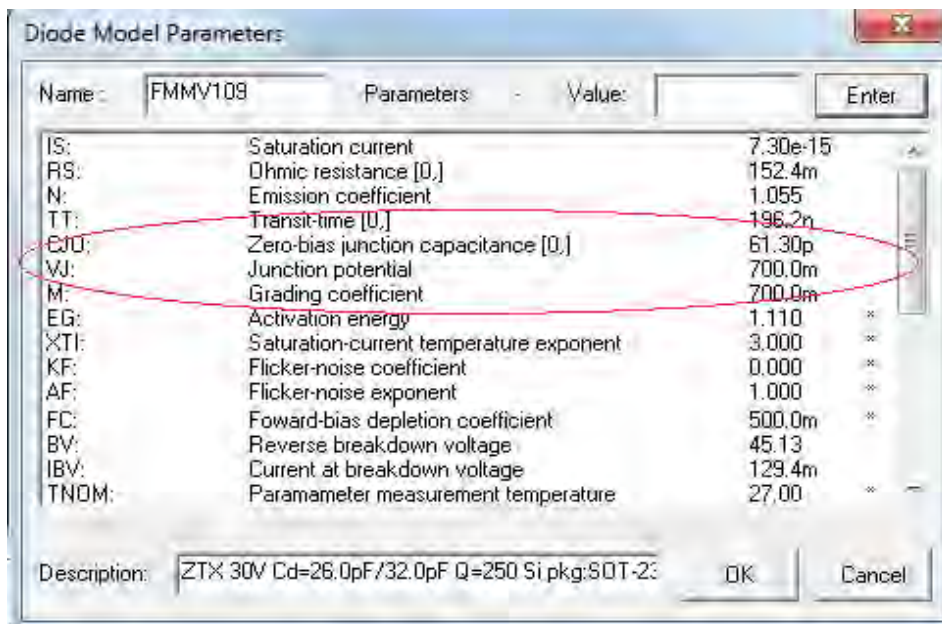 Diode Model Parameters
Name: FMMV109 Parameters - Value: Enter
IS: Saturation current 7.30e-15
RS: Ohmic resistance [0,] 152.4m
N: Emission coefficient 1.055
TT: Transit-time [0,] 196.2n
CJO: Zero-bias junction capacitance [0,] 61.30p
VJ: Junction potential 700.0m
M: Grading coefficient 700.0m
EG: Activation energy 1.110 *
XTI: Saturation-current temperature exponent 3.000 *
KF: Flicker-noise coefficient 0.000 *
AF: Flicker-noise exponent 1.000 *
FC: Foward-bias depletion coefficient 500.0m *
BV: Reverse breakdown voltage 45.13
IBV: Current at breakdown voltage 129.4m
TNOM: Paramameter measurement temperature 27.00 *
Description: ZTX 30V Cd=26.0pF/32.0pF Q=250 Si pkg:SOT-23 OK Cancel